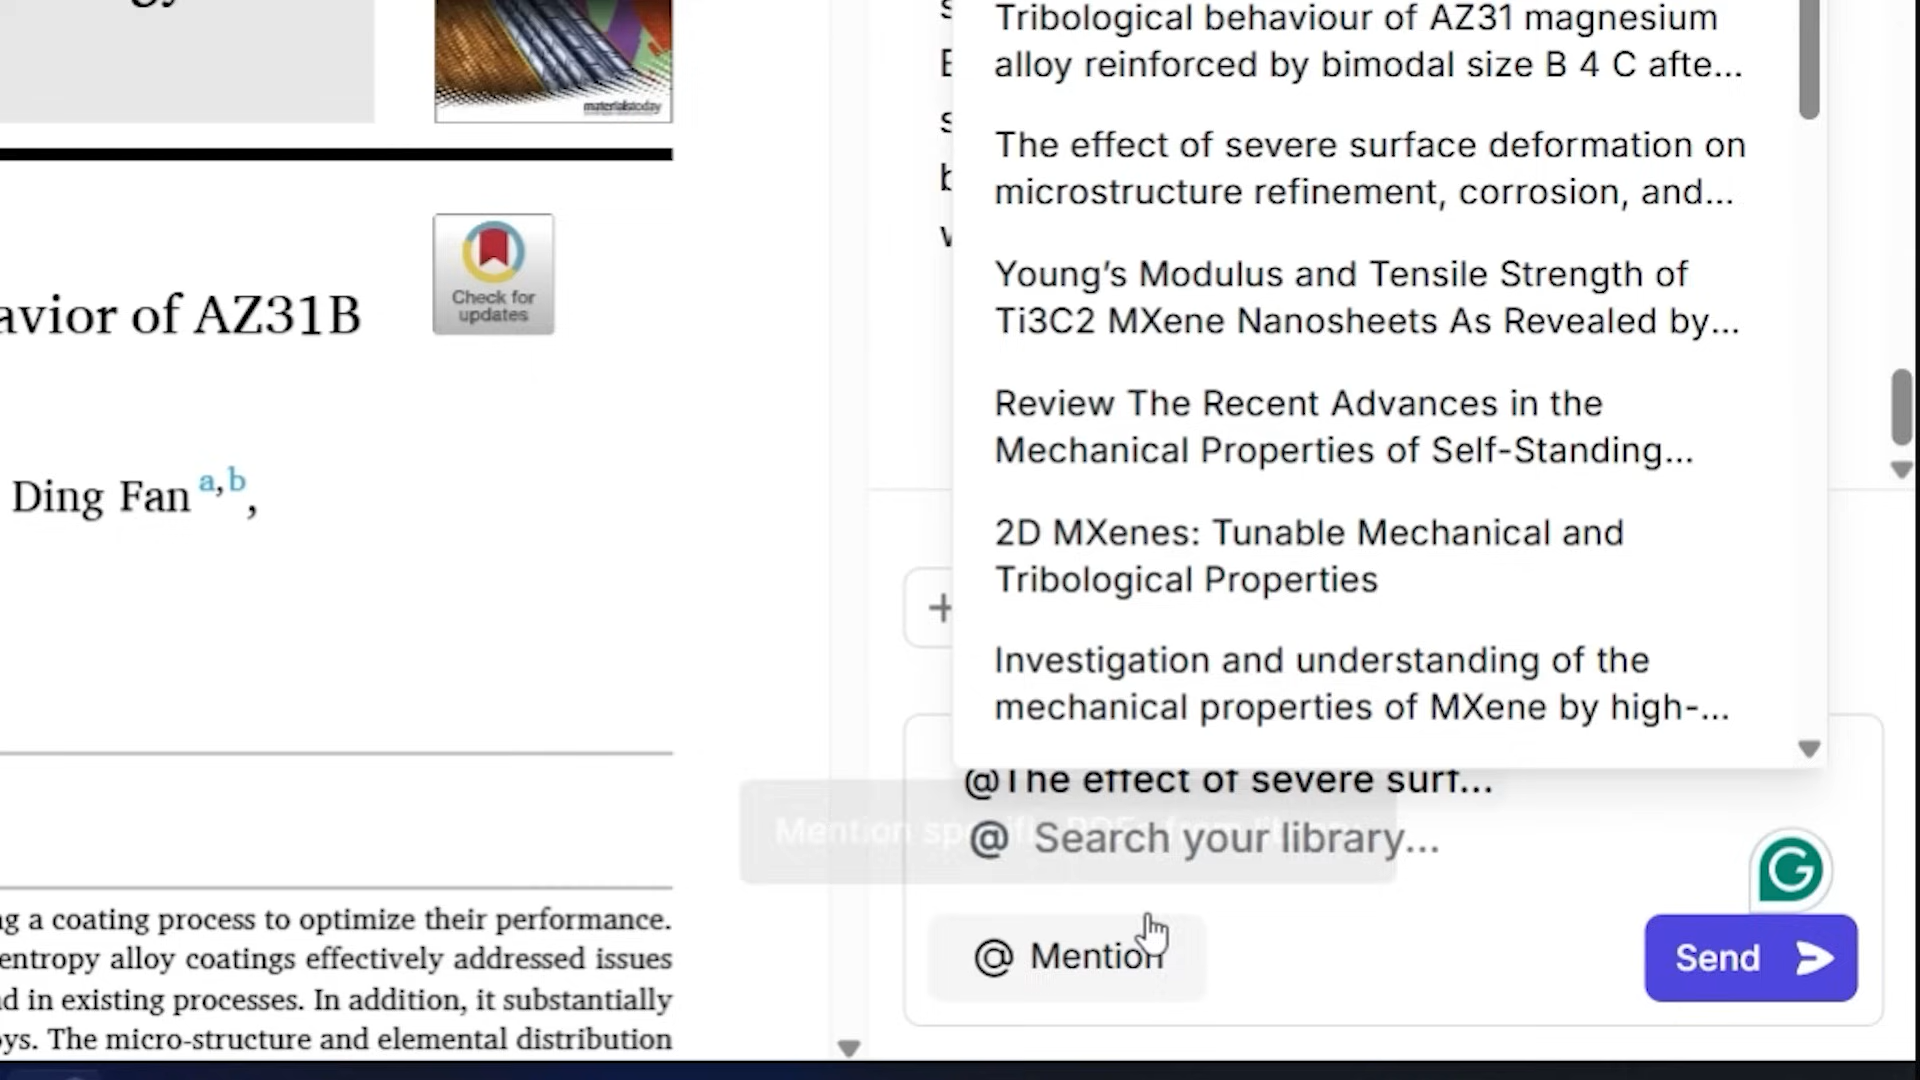 materialstoday
Check for
updates
avior of AZ31B
Ding Fan a,b,
ng a coating process to optimize their performance.
entropy alloy coatings effectively addressed issues
d in existing processes. In addition, it substantially
ys. The micro-structure and elemental distribution
Tribological behaviour of AZ31 magnesium
alloy reinforced by bimodal size B 4 C afte...
The effect of severe surface deformation on
microstructure refinement, corrosion, and...
Young's Modulus and Tensile Strength of
Ti3C2 MXene Nanosheets As Revealed by...
Review The Recent Advances in the
Mechanical Properties of Self-Standing...
2D MXenes: Tunable Mechanical and
Tribological Properties
Investigation and understanding of the
mechanical properties of MXene by high-...
@The effect of severe surf...
Mention
@ Search your library...
@ Mention
Send